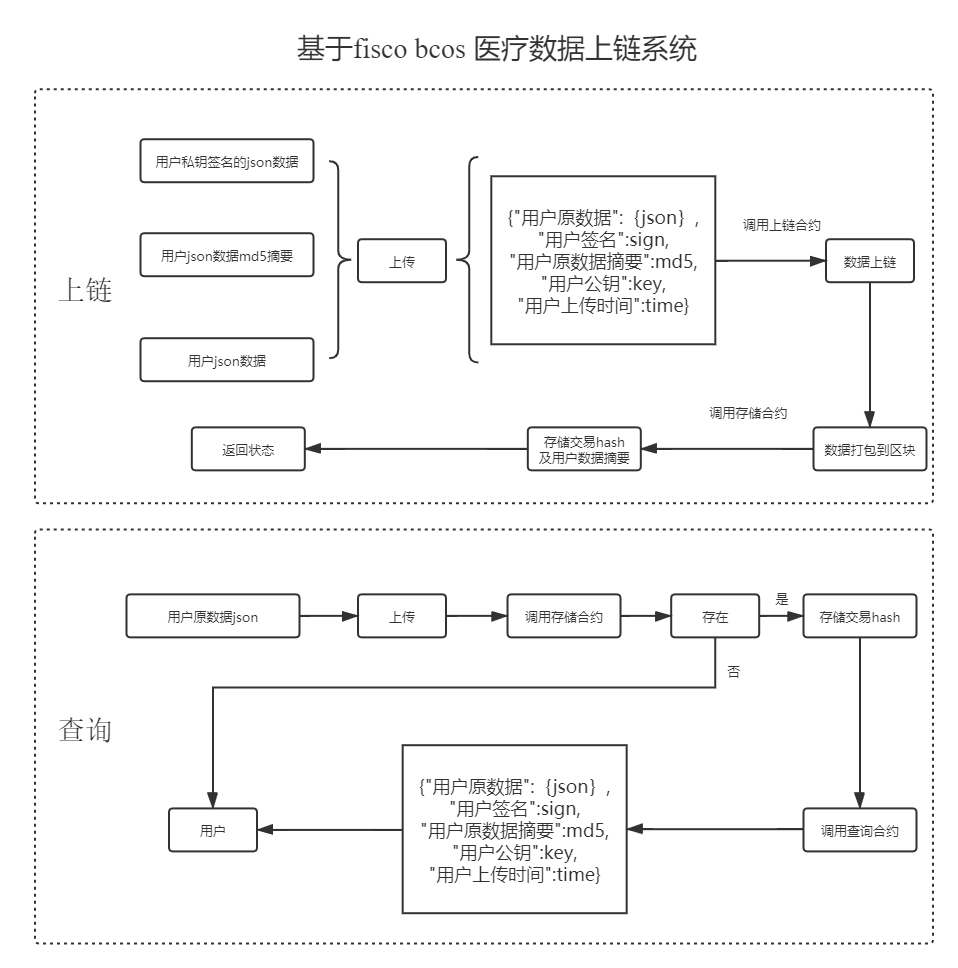 基于fisco bcos 医疗数据上链系统
上链
用户私钥签名的json数据
用户json数据md5摘要
用户json数据
上传
{"用户原数据"：{json}，
"用户签名":sign,
"用户原数据摘要":md5,
"用户公钥":key,
"用户上传时间":time}
调用上链合约
数据上链
数据打包到区块
调用存储合约
存储交易hash
及用户数据摘要
返回状态
查询
用户原数据json
上传
调用存储合约
存在
是
存储交易hash
否
调用查询合约
{"用户原数据"：{json}，
"用户签名":sign,
"用户原数据摘要":md5,
"用户公钥":key,
"用户上传时间":time}
用户